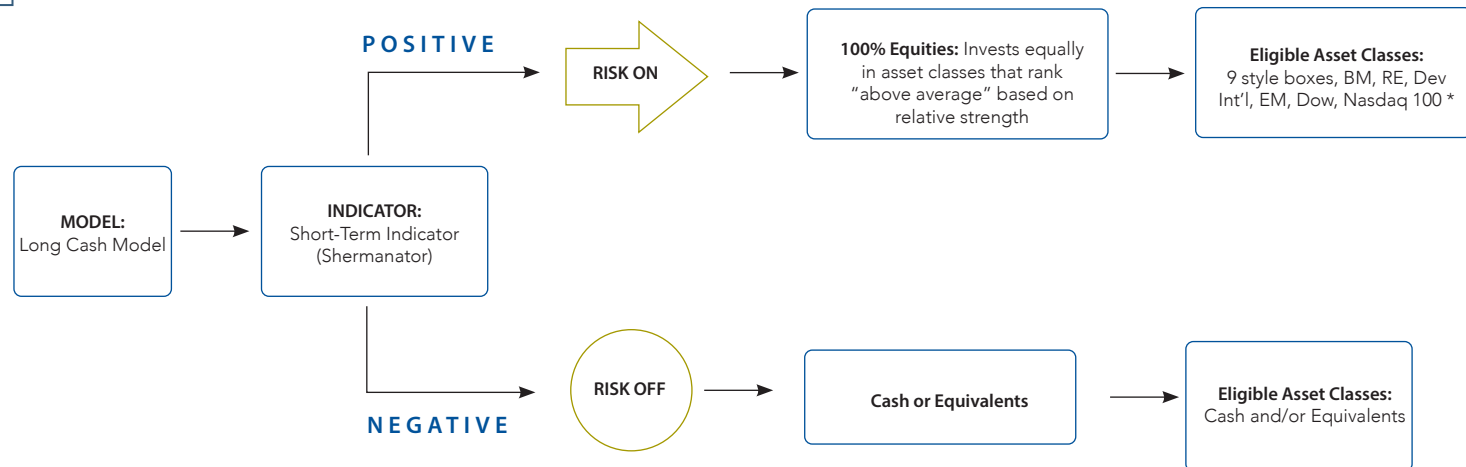 POSITIVE
RISK ON
100% Equities: Invests equally
in asset classes that rank
“above average” based on
relative strength
Eligible Asset Classes:
9 style boxes, BM, RE, Dev
Int’l, EM, Dow, Nasdaq 100 *
MODEL:
Long Cash Model
INDICATOR:
Short-Term Indicator
(Shermanator)
RISK OFF
Cash or Equivalents
Eligible Asset Classes:
Cash and/or Equivalents
NEGATIVE